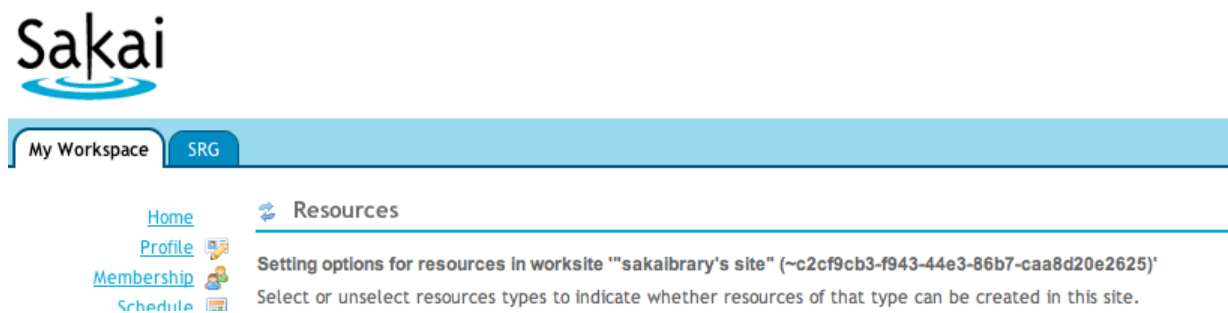 Sakai
My Workspace SRG
Home
Profile
Membership
Schedule
Resources
Setting options for resources in worksite '"sakaibrary's site" (~c2cf9cb3-f943-44e3-86b7-caa8d20e2625)'
Select or unselect resources types to indicate whether resources of that type can be created in this site.